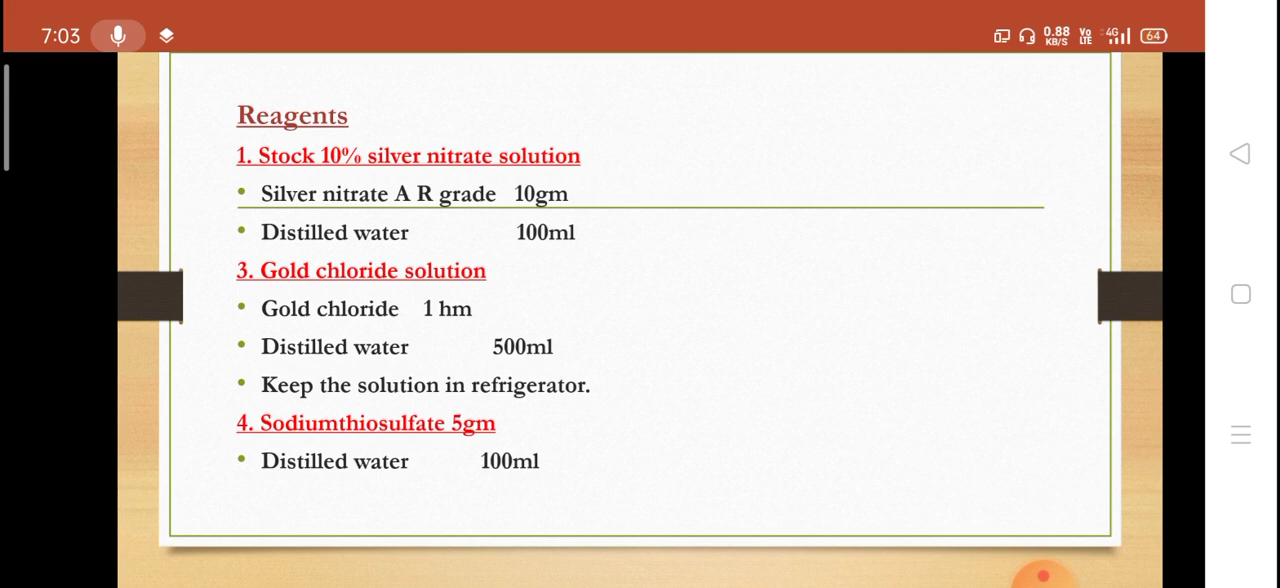 7:03
0.88
KB/S
Vo
LTE
4G
64
Reagents
1. Stock 10% silver nitrate solution
• Silver nitrate A R grade 10gm
• Distilled water 100ml
3. Gold chloride solution
• Gold chloride 1 hm
• Distilled water 500ml
• Keep the solution in refrigerator.
4. Sodiumthiosulfate 5gm
• Distilled water 100ml